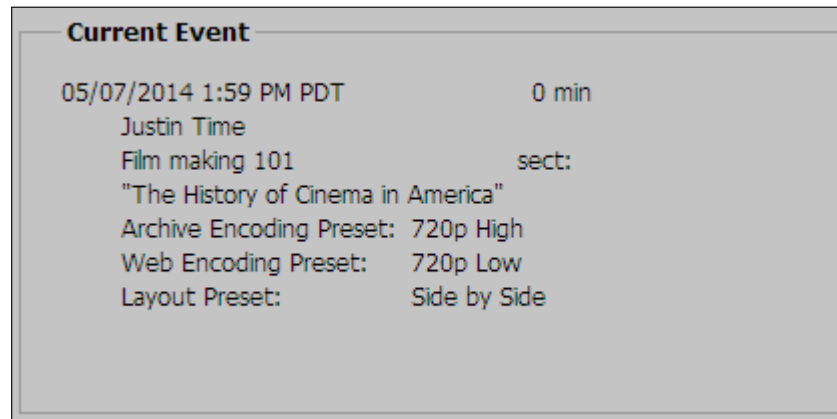 Current Event
05/07/2014 1:59 PM PDT 0 min
Justin Time
Film making 101 sect:
"The History of Cinema in America"
Archive Encoding Preset: 720p High
Web Encoding Preset: 720p Low
Layout Preset: Side by Side